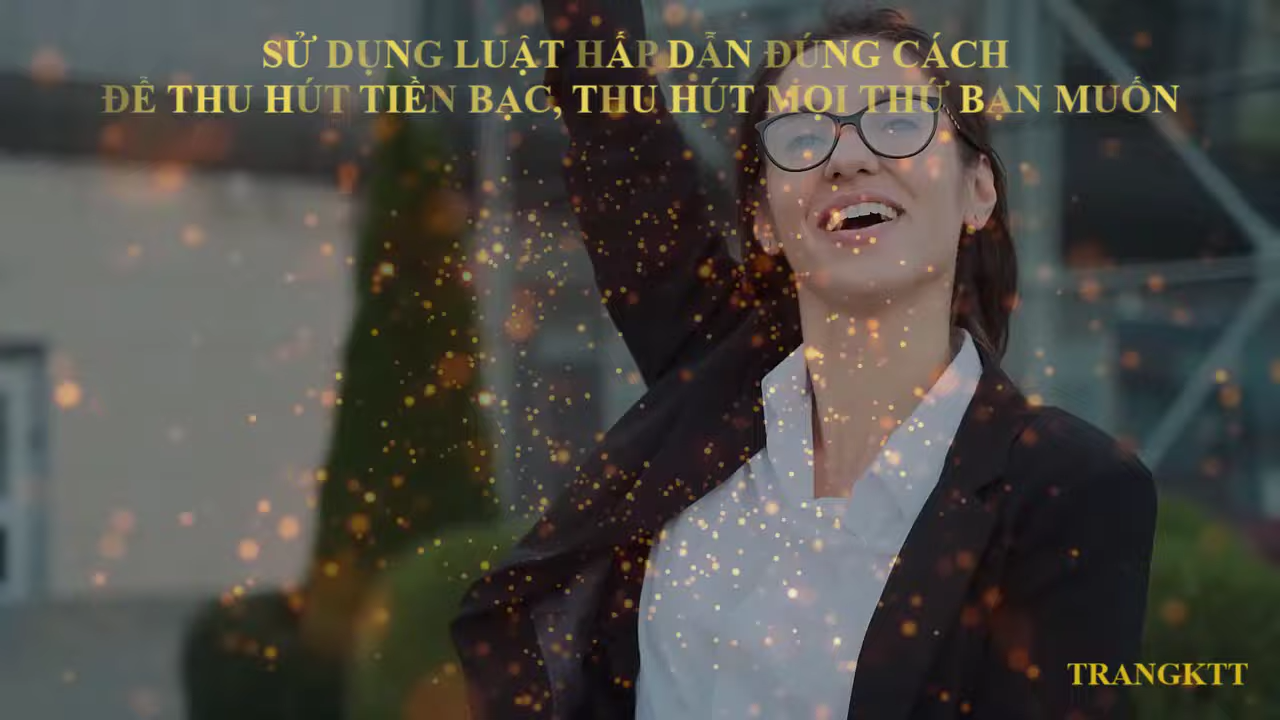 SỬ DỤNG LUẬT HẤP DẪN ĐÚNG CÁCH
ĐỂ THU HÚT TIỀN BẠC, THU HÚT MỌI THỨ BẠN MUỐN
TRANGKTT